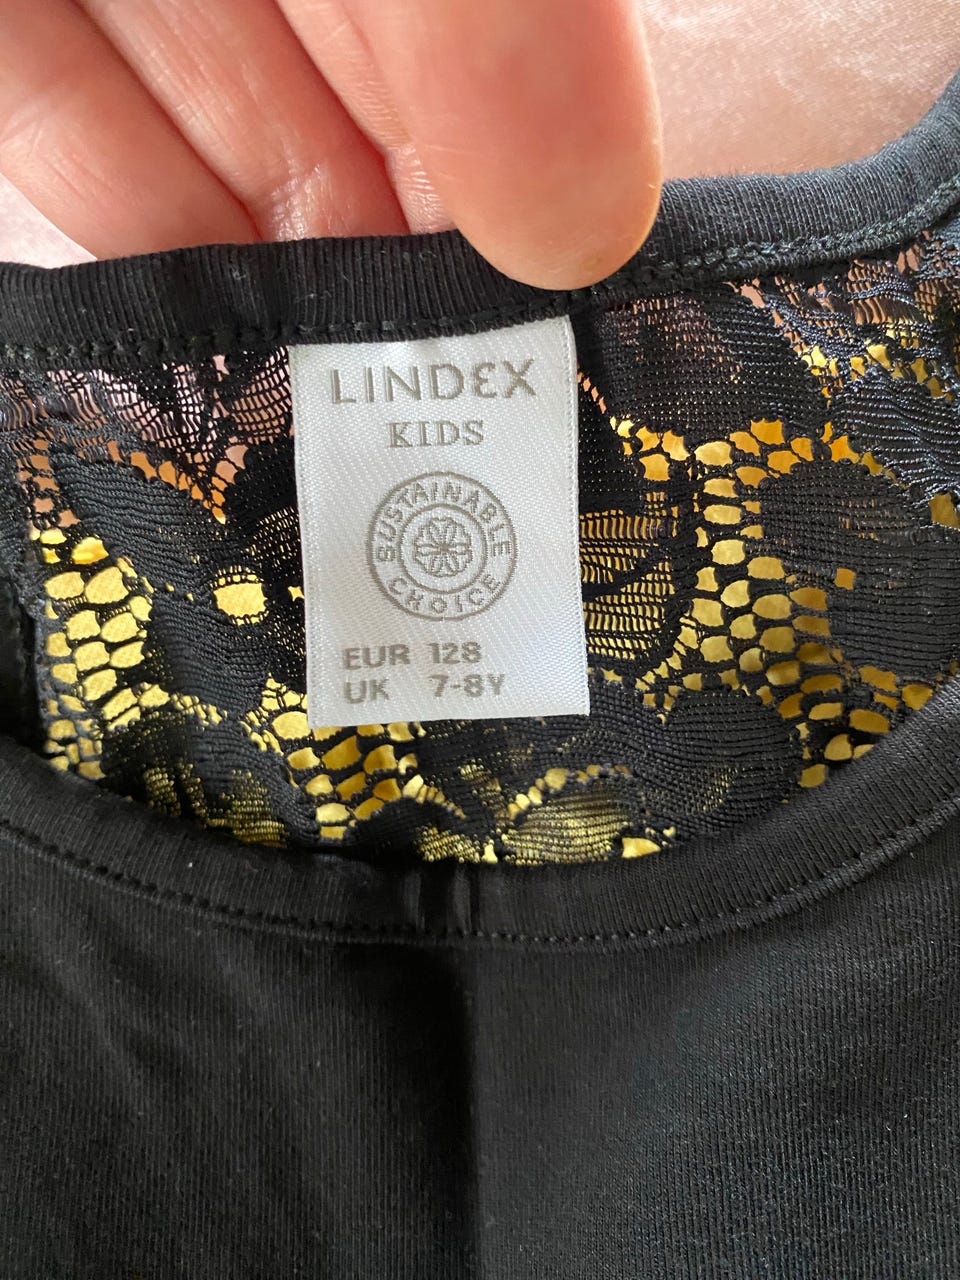 LINDEX
KIDS
SUSTAINABLE
CHOICE
EUR 128
UK 7-8Y